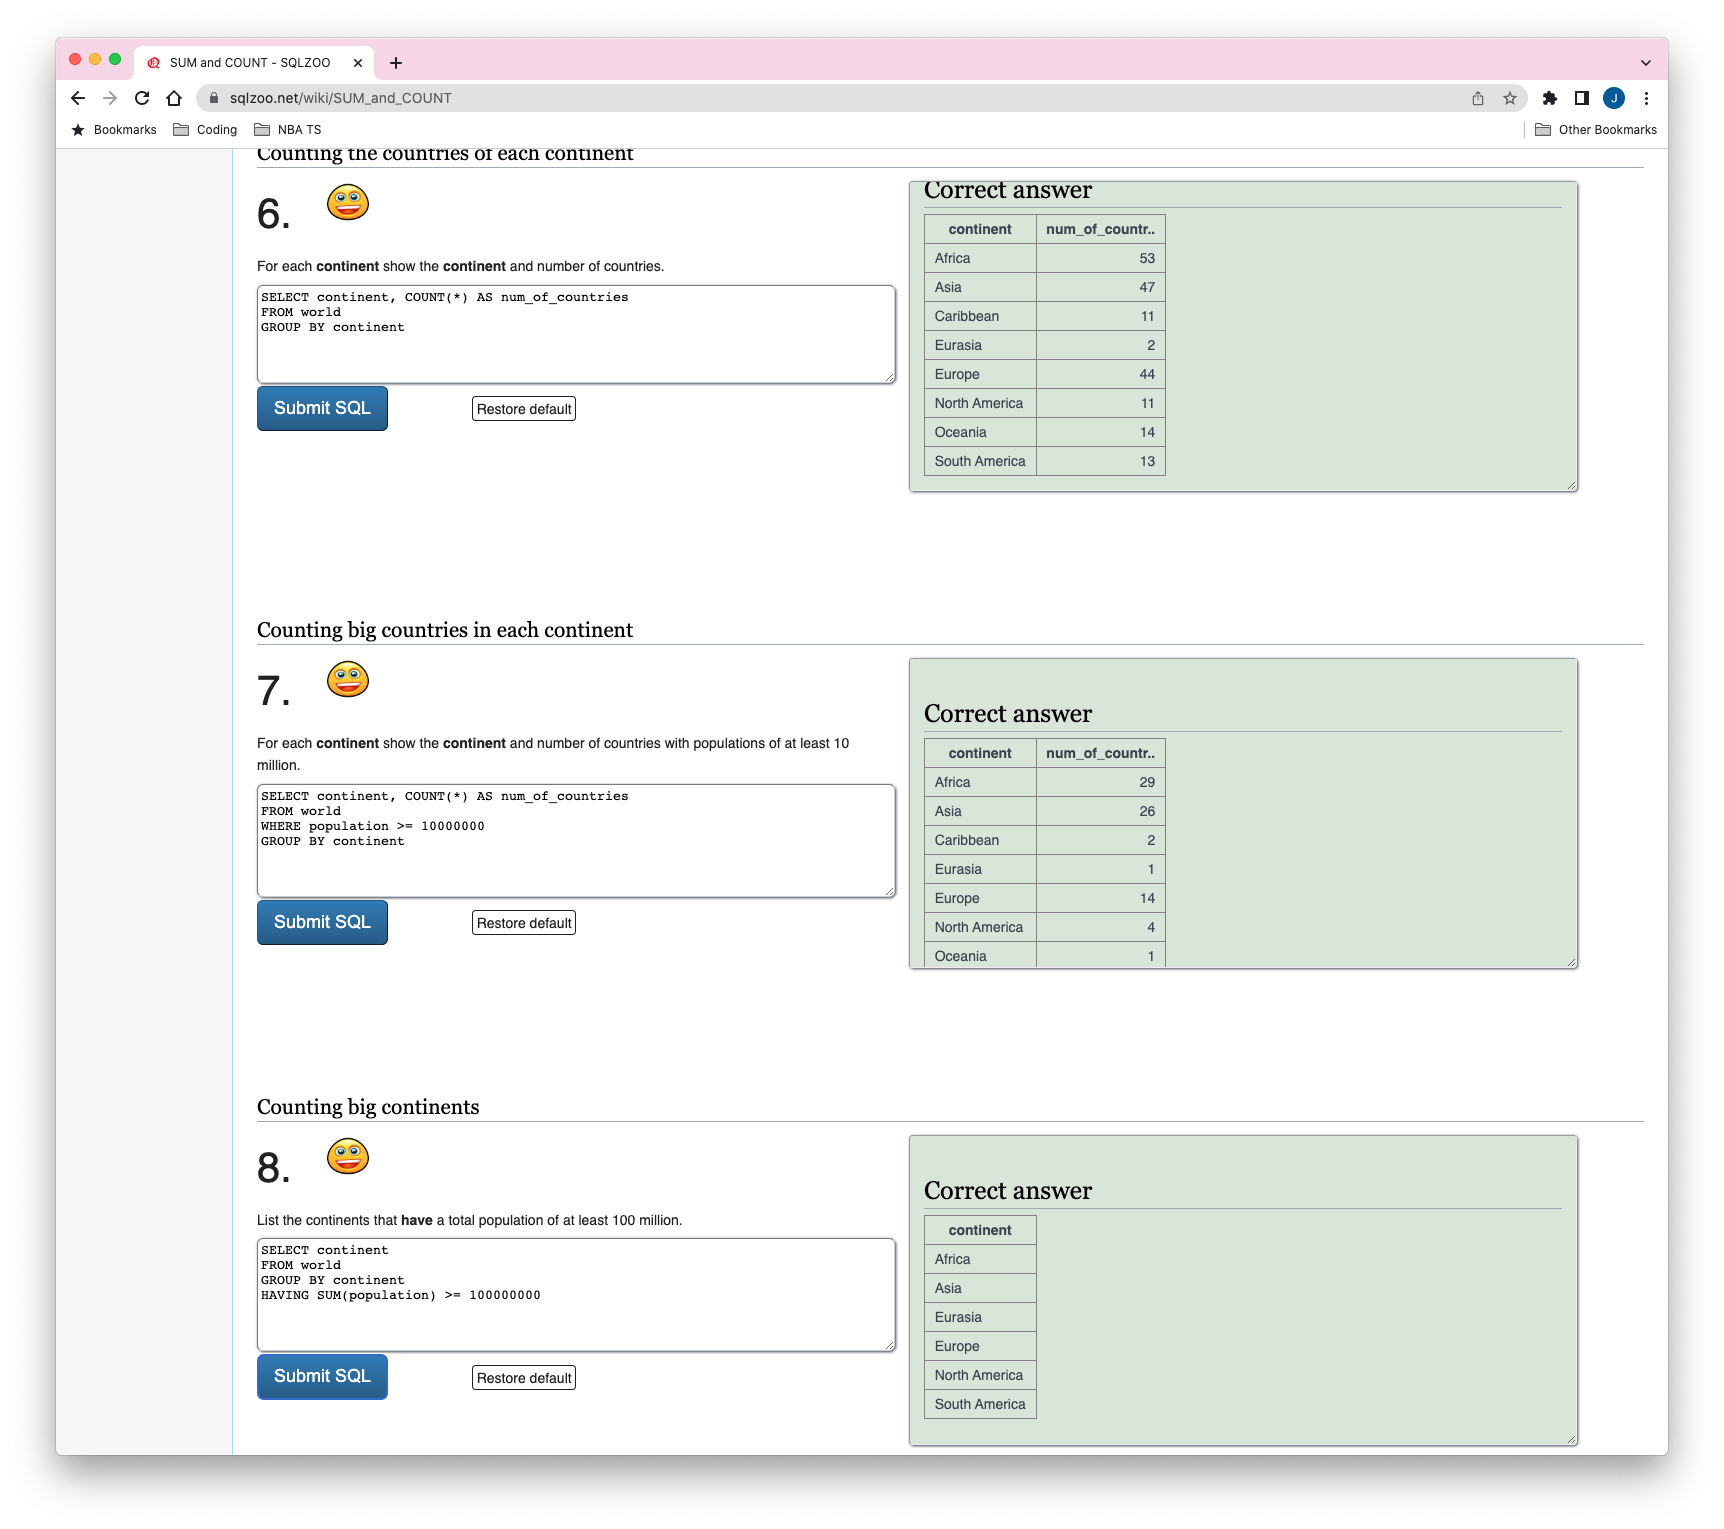 SUM and COUNT - SQLZOO
sqlzoo.net/wiki/SUM_and_COUNT
J
Bookmarks
Coding
NBA TS
Other Bookmarks
Counting the countries of each continent
6.
For each continent show the continent and number of countries.
SELECT continent, COUNT(*) AS num_of_countries
FROM world
GROUP BY continent
Submit SQL
Restore default
Correct answer
continent num_of_countr..
Africa 53
Asia 47
Caribbean 11
Eurasia 2
Europe 44
North America 11
Oceania 14
South America 13
Counting big countries in each continent
7.
For each continent show the continent and number of countries with populations of at least 10
million.
SELECT continent, COUNT(*) AS num_of_countries
FROM world
WHERE population >= 10000000
GROUP BY continent
Submit SQL
Restore default
Correct answer
continent num_of_countr..
Africa 29
Asia 26
Caribbean 2
Eurasia 1
Europe 14
North America 4
Oceania 1
Counting big continents
8.
List the continents that have a total population of at least 100 million.
SELECT continent
FROM world
GROUP BY continent
HAVING SUM(population) >= 100000000
Submit SQL
Restore default
Correct answer
continent
Africa
Asia
Eurasia
Europe
North America
South America